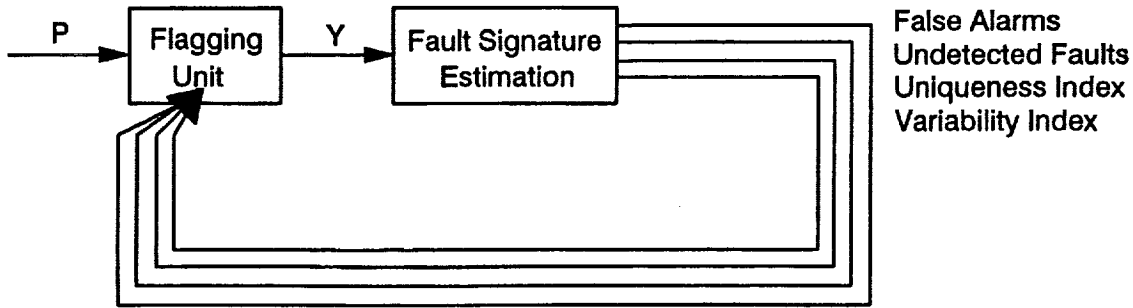 P
Flagging
Unit
Y
Fault Signature
Estimation
False Alarms
Undetected Faults
Uniqueness Index
Variability Index